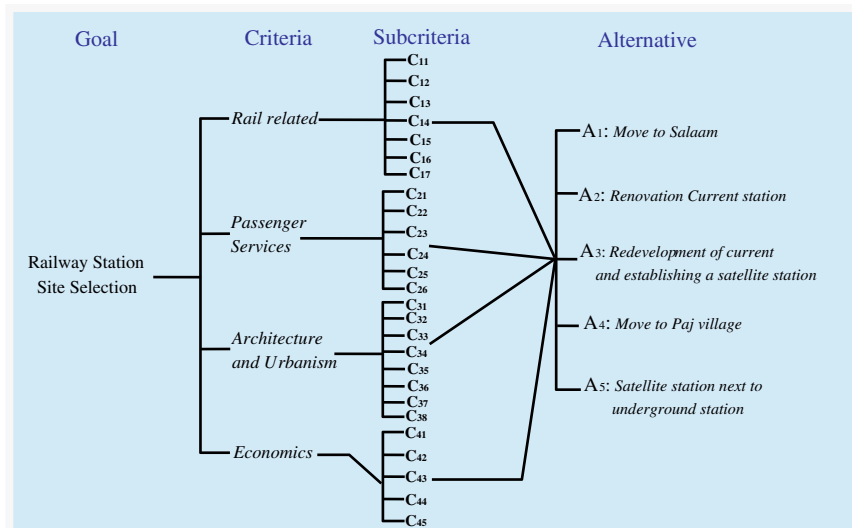 Goal
Criteria
Subcriteria
Alternative
Railway Station
Site Selection
Rail related
Passenger
Services
Architecture
and Urbanism
Economics
C11
C12
C13
C14
C15
C16
C17
C21
C22
C23
C24
C25
C26
C31
C32
C33
C34
C35
C36
C37
C38
C41
C42
C43
C44
C45
A1: Move to Salaam
A2: Renovation Current station
A3: Redevelopment of current
and establishing a satellite station
A4: Move to Paj village
A5: Satellite station next to
underground station